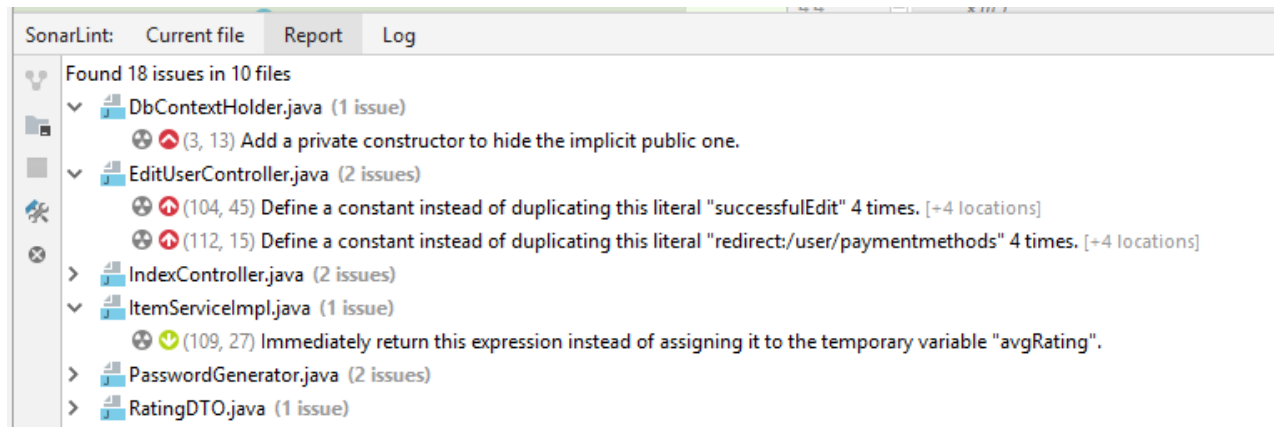 SonarLint: Current file Report Log
Found 18 issues in 10 files
DbContextHolder.java (1 issue)
(3, 13) Add a private constructor to hide the implicit public one.
EditUserController.java (2 issues)
(104, 45) Define a constant instead of duplicating this literal "successfulEdit" 4 times. [+4 locations]
(112, 15) Define a constant instead of duplicating this literal "redirect:/user/paymentmethods" 4 times. [+4 locations]
IndexController.java (2 issues)
ItemServiceImpl.java (1 issue)
(109, 27) Immediately return this expression instead of assigning it to the temporary variable "avgRating".
PasswordGenerator.java (2 issues)
RatingDTO.java (1 issue)